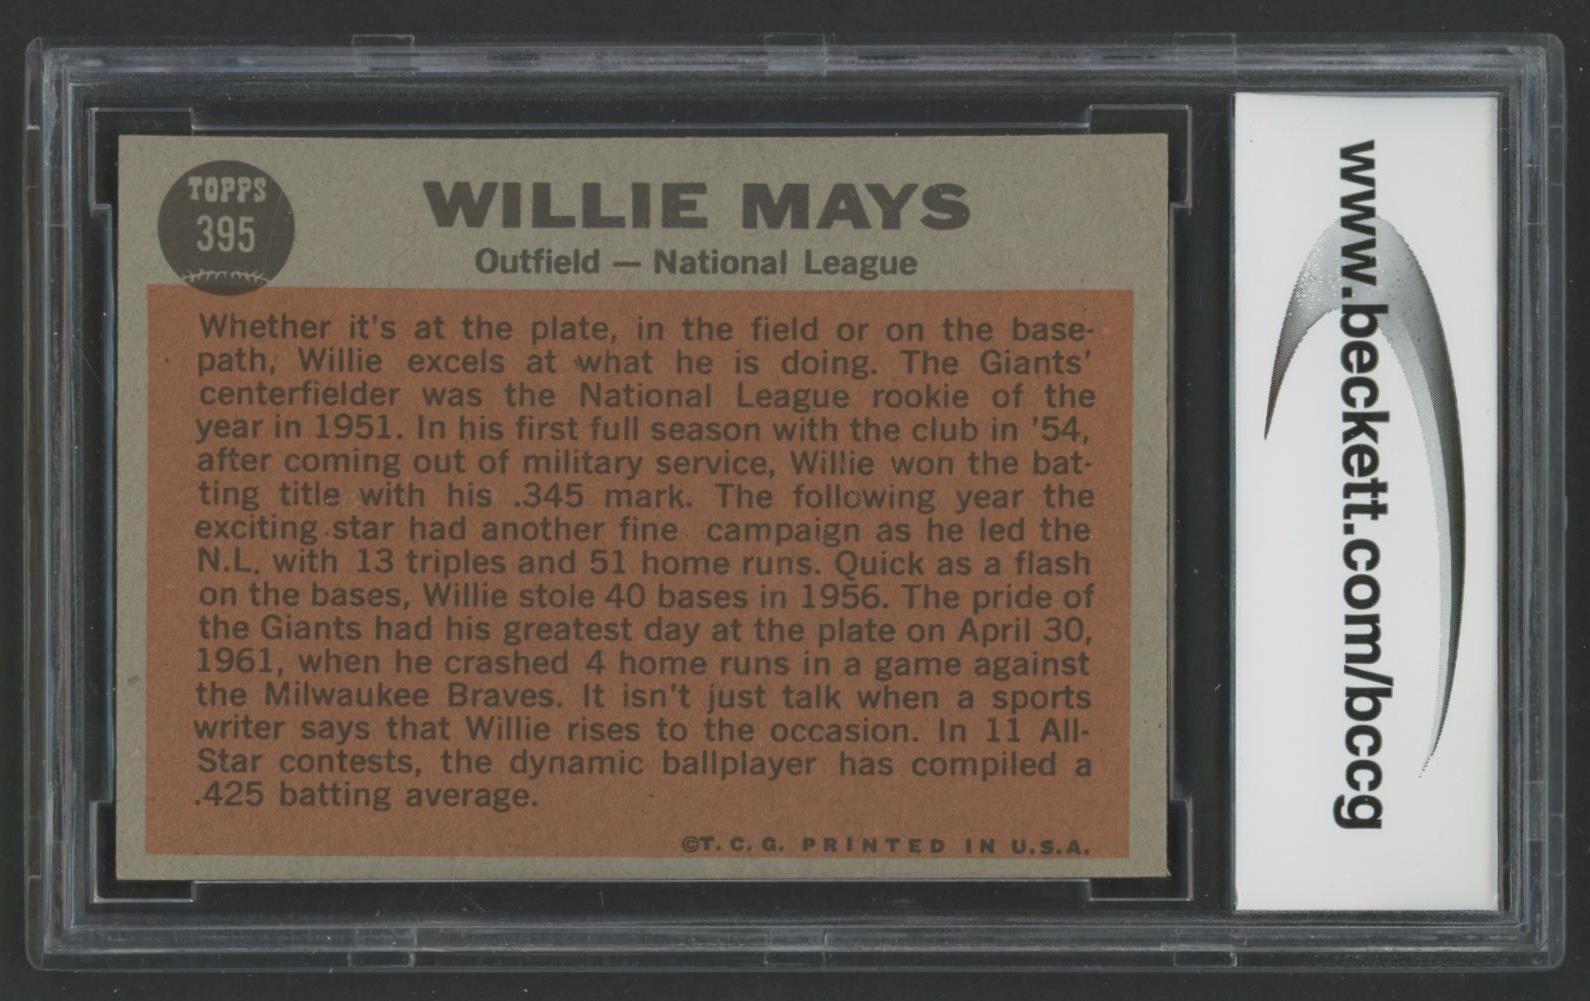 TOPPS
395
WILLIE MAYS
Outfield — National League
Whether it's at the plate, in the field or on the base-
path, Willie excels at what he is doing. The Giants'
centerfielder was the National League rookie of the
year in 1951. In his first full season with the club in '54,
after coming out of military service, Willie won the bat-
ting title with his .345 mark. The following year the
exciting star had another fine campaign as he led the
N.L. with 13 triples and 51 home runs. Quick as a flash
on the bases, Willie stole 40 bases in 1956. The pride of
the Giants had his greatest day at the plate on April 30,
1961, when he crashed 4 home runs in a game against
the Milwaukee Braves. It isn't just talk when a sports
writer says that Willie rises to the occasion. In 11 All-
Star contests, the dynamic ballplayer has compiled a
.425 batting average.
©T. C. G. PRINTED IN U.S.A.
www.beckett.com/bccg